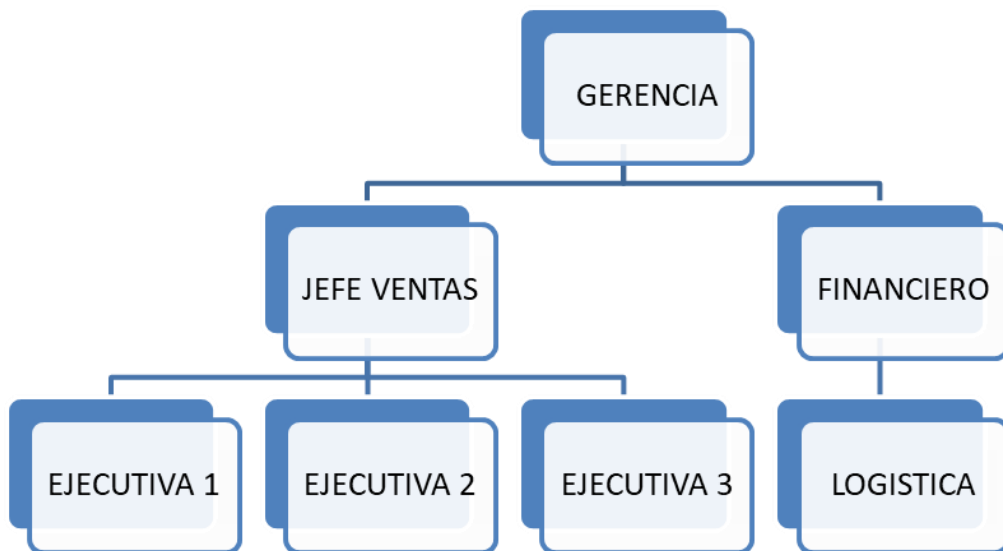 GERENCIA
JEFE VENTAS
FINANCIERO
EJECUTIVA 1
EJECUTIVA 2
EJECUTIVA 3
LOGISTICA